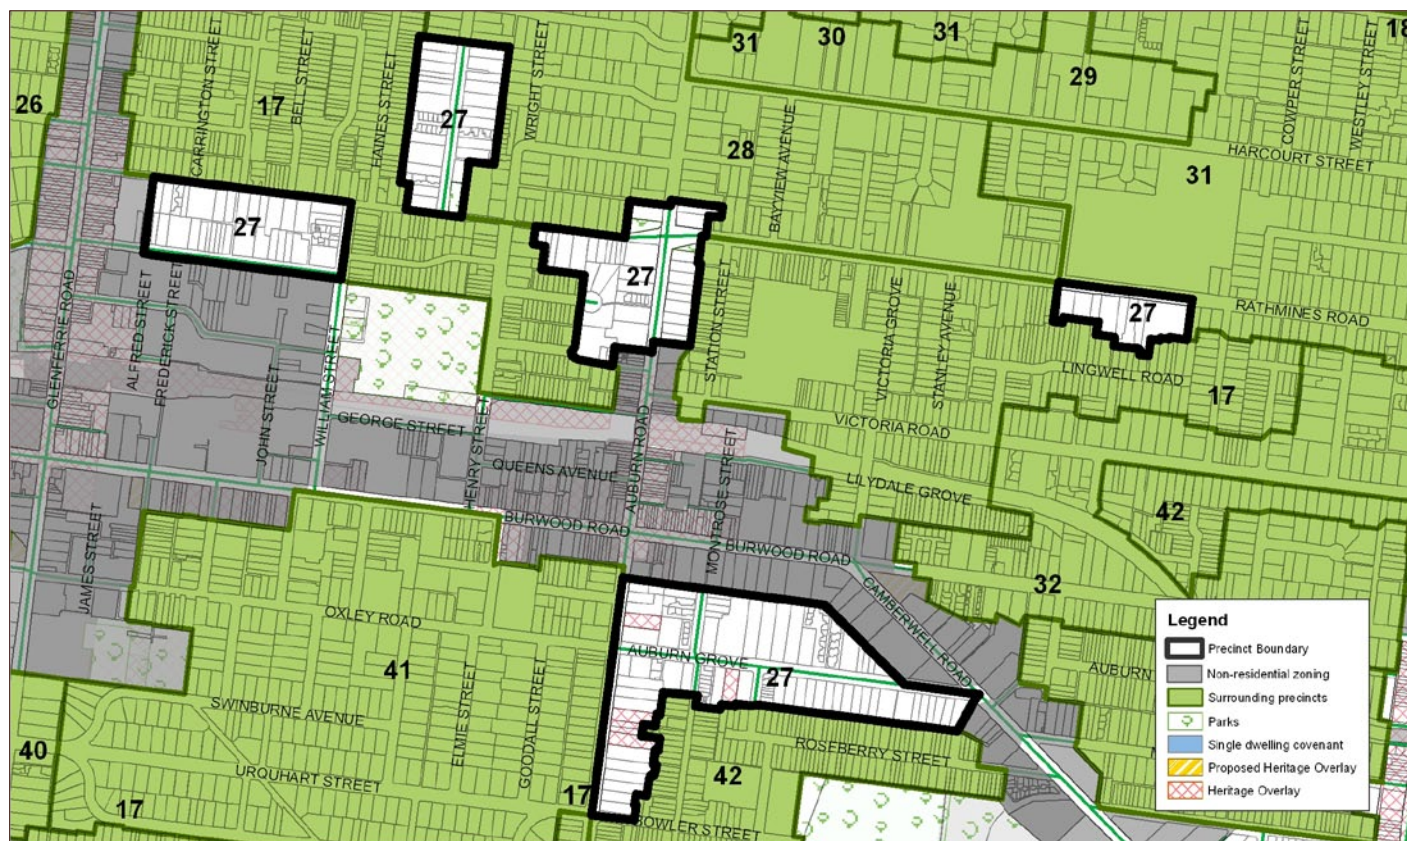 31
30
31
18
29
26
17
CARRINGTON STREET
BELL STREET
HAINES STREET
27
WRIGHT STREET
28
BAYVIEW AVENUE
COWPER STREET
WESTLEY STREET
HARCOURT STREET
31
27
27
STATION STREET
27
RATHMINES ROAD
GLENFERRIE ROAD
ALFRED STREET
FREDERICK STREET
JOHN STREET
WILLIAM STREET
GEORGE STREET
HENRY STREET
QUEENS AVENUE
AUBURN ROAD
MONTROSE STREET
VICTORIA GROVE
STANLEY AVENUE
LINGWELL ROAD
17
VICTORIA ROAD
LILYDALE GROVE
42
BURWOOD ROAD
BURWOOD ROAD
CAMBERWELL ROAD
32
JAMES STREET
OXLEY ROAD
41
AUBURN GROVE
27
AUBURN
SWINBURNE AVENUE
ELMIE STREET
GOODALL STREET
ROSEBERRY STREET
40
URQUHART STREET
42
17
17
BOWLER STREET
Legend
Precinct Boundary
Non-residential zoning
Surrounding precincts
Parks
Single dwelling covenant
Proposed Heritage Overlay
Heritage Overlay